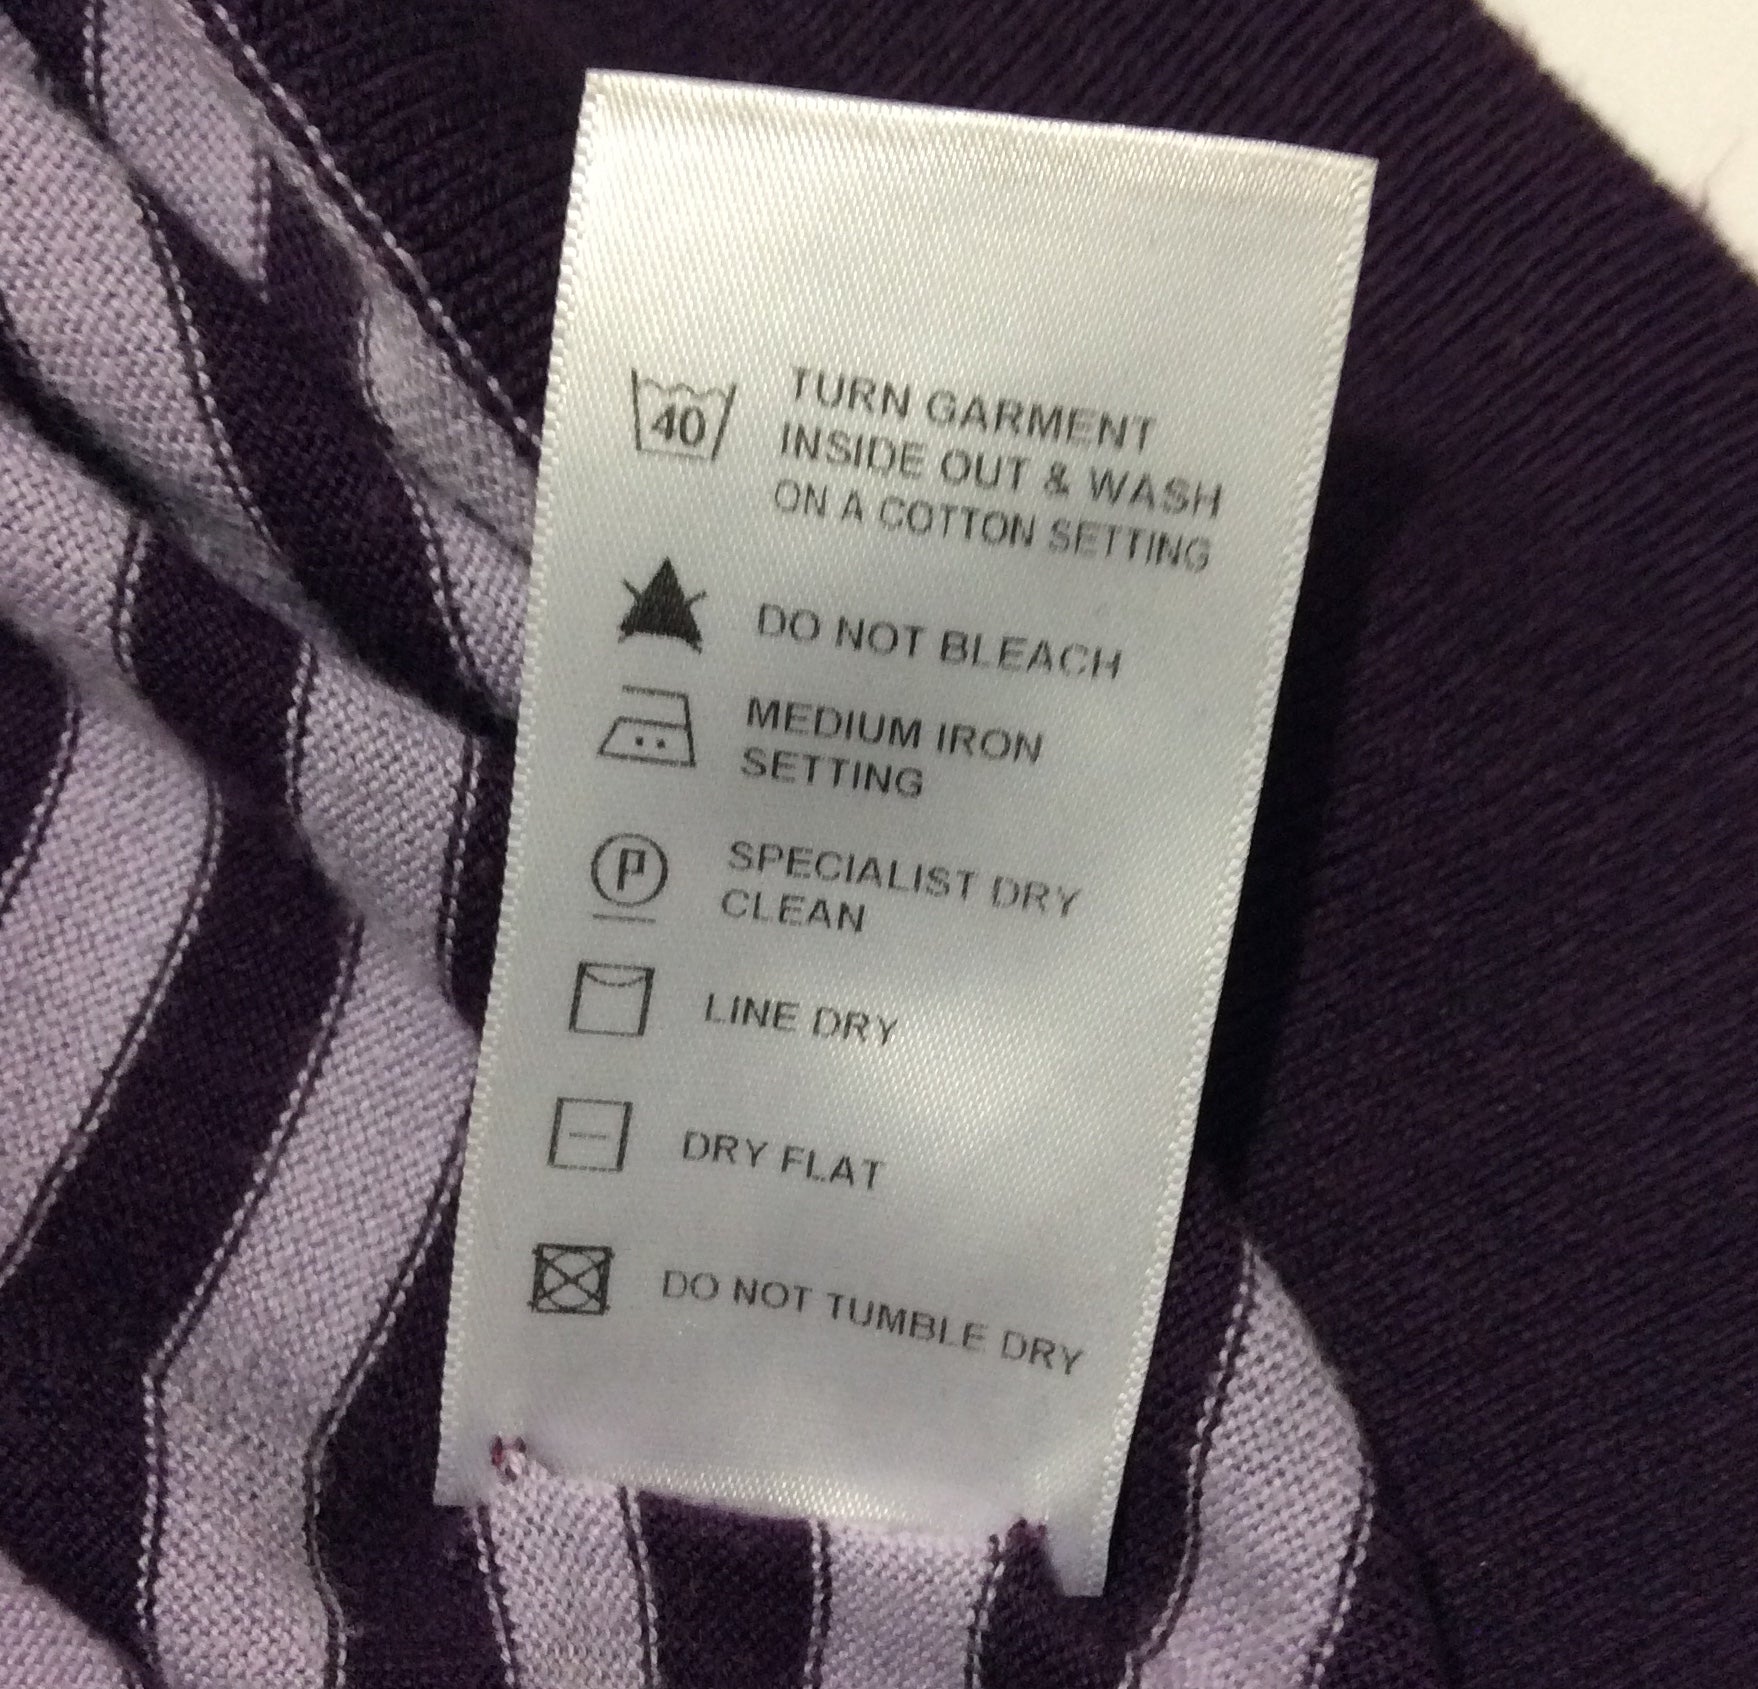 40
TURN GARMENT
INSIDE OUT & WASH
ON A COTTON SETTING
DO NOT BLEACH
MEDIUM IRON
SETTING
P
SPECIALIST DRY
CLEAN
LINE DRY
DRY FLAT
DO NOT TUMBLE DRY